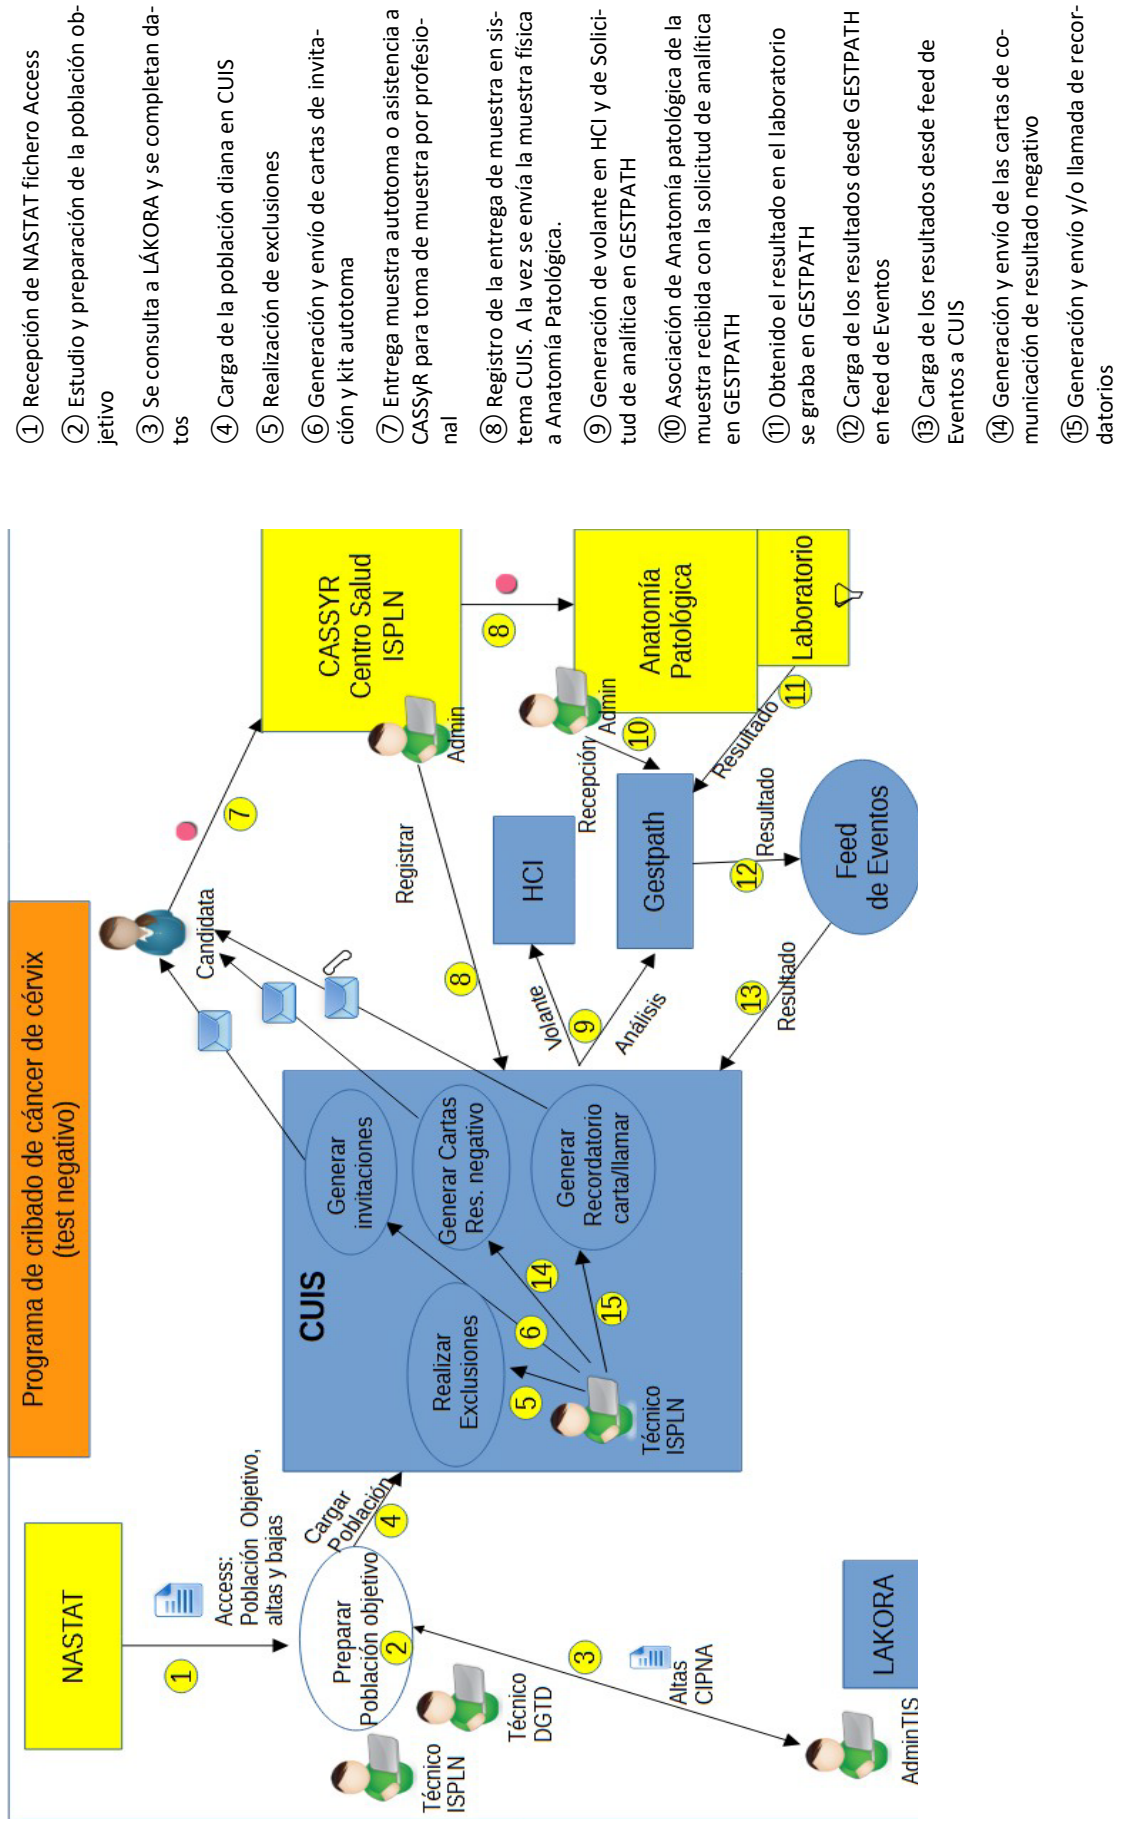 Programa de cribado de cáncer de cérvix
(test negativo)
NASTAT
1
Access:
Población Objetivo,
altas y bajas
Preparar
Población objetivo
2
Técnico
ISPLN
Técnico
DGTD
3
Altas
CIPNA
AdminTIS
LAKORA
Cargar
Población
4
CUIS
Realizar
Exclusiones
5
6
14
15
Técnico
ISPLN
Generar
invitaciones
Generar Cartas
Res. negativo
Generar
Recordatorio
carta/llamar
Candidata
7
CASSYR
Centro Salud
ISPLN
Admin
Registrar
8
8
Volante
9
Análisis
HCI
Gestpath
Recepción
Admin
10
Anatomía
Patológica
Laboratorio
11
Resultado
12
Resultado
Feed
de Eventos
13
Resultado
① Recepción de NASTAT fichero Access
② Estudio y preparación de la población ob-
jetivo
③ Se consulta a LÁKORA y se completan da-
tos
④ Carga de la población diana en CUIS
⑤ Realización de exclusiones
⑥ Generación y envío de cartas de invita-
ción y kit autotoma
⑦ Entrega muestra autotoma o asistencia a
CASSyR para toma de muestra por profesio-
nal
⑧ Registro de la entrega de muestra en sis-
tema CUIS. A la vez se envía la muestra física
a Anatomía Patológica.
⑨ Generación de volante en HCI y de Solici-
tud de analítica en GESTPATH
⑩ Asociación de Anatomía patológica de la
muestra recibida con la solicitud de analítica
en GESTPATH
⑪ Obtenido el resultado en el laboratorio
se graba en GESTPATH
⑫ Carga de los resultados desde GESTPATH
en feed de Eventos
⑬ Carga de los resultados desde feed de
Eventos a CUIS
⑭ Generación y envío de las cartas de co-
municación de resultado negativo
⑮ Generación y envío y/o llamada de recor-
datorios